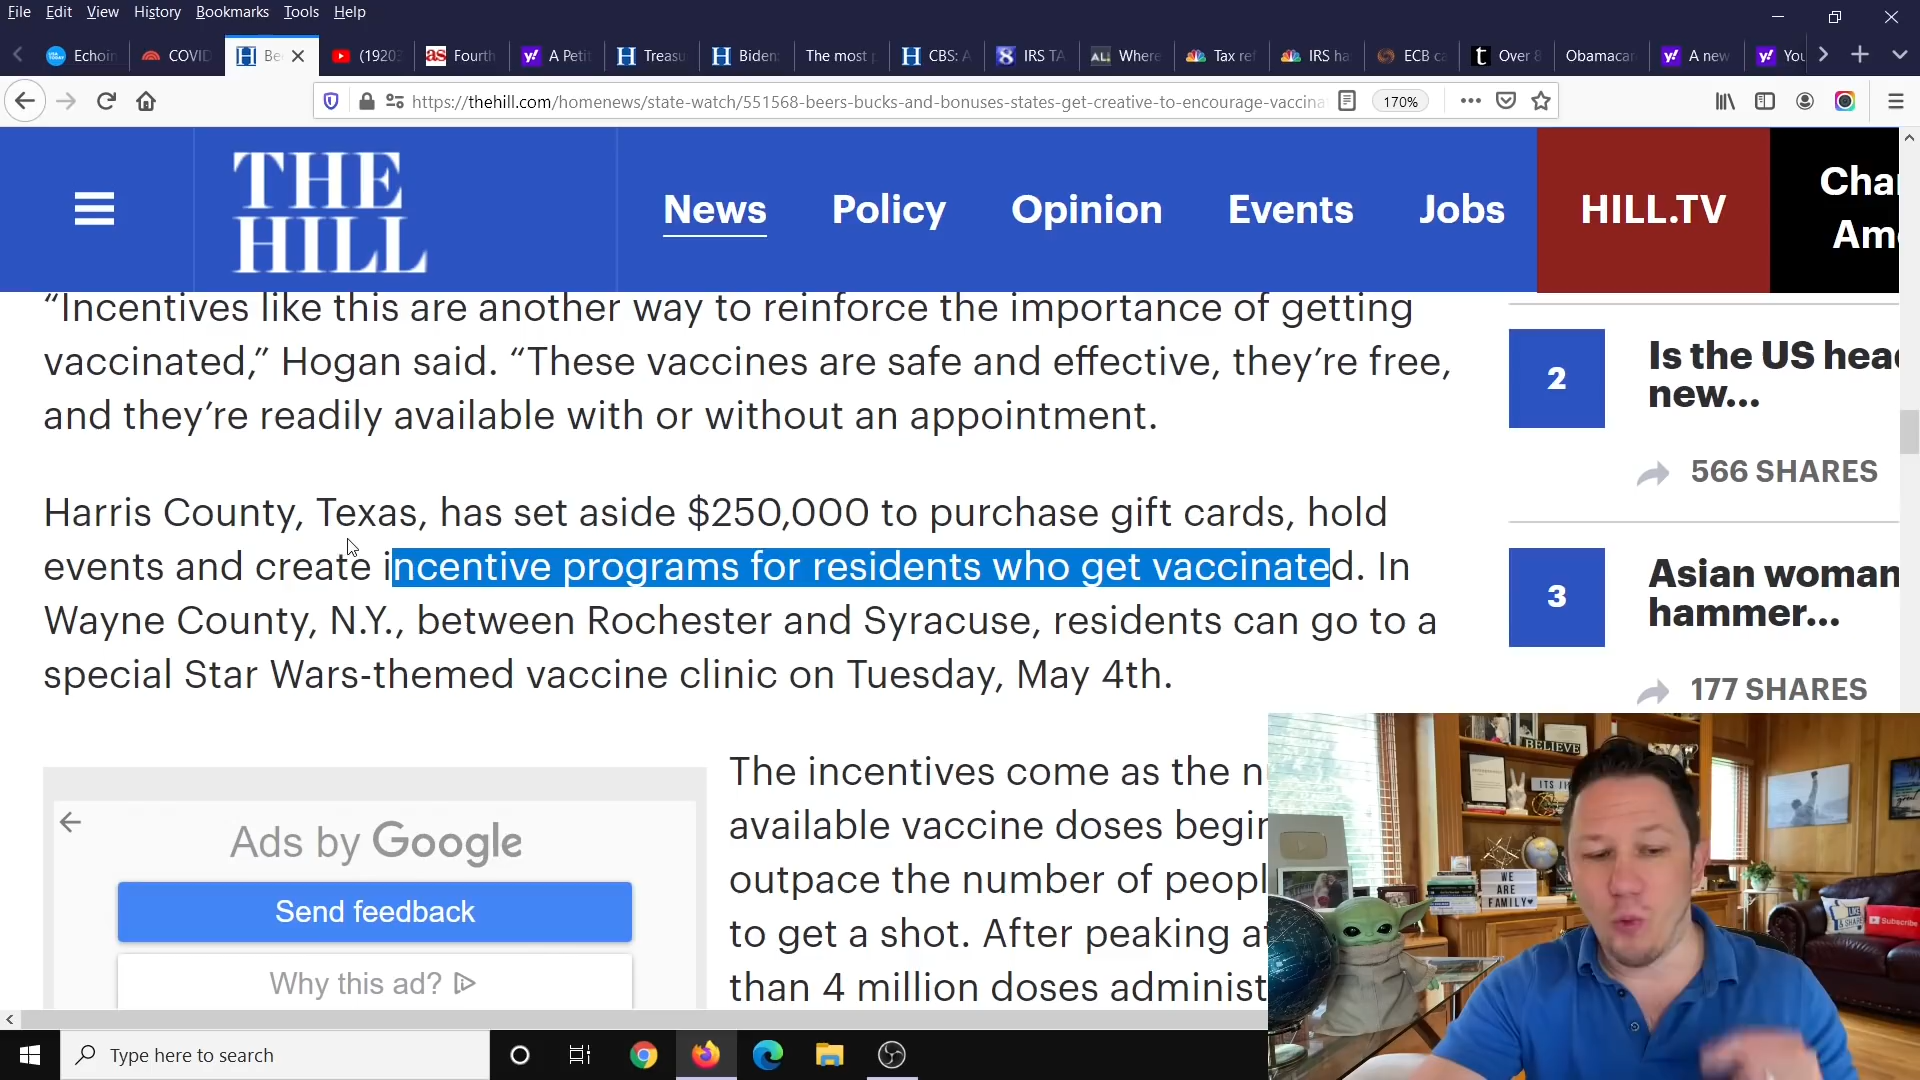 File Edit View History Bookmarks Tools Help
Echoin COVID Be (1920 Fourth A Peti Treasu Biden The most CBS: A IRS TA Where Tax ref IRS ha ECB ca Over 8 Obamacar A new You
https://thehill.com/homenews/state-watch/551568-beers-bucks-and-bonuses-states-get-creative-to-encourage-vaccina 170%
THE
HILL
News Policy Opinion Events Jobs HILL.TV
Cha
Am
“Incentives like this are another way to reinforce the importance of getting
vaccinated,” Hogan said. “These vaccines are safe and effective, they’re free,
and they’re readily available with or without an appointment.
Harris County, Texas, has set aside $250,000 to purchase gift cards, hold
events and create incentive programs for residents who get vaccinated. In
Wayne County, N.Y., between Rochester and Syracuse, residents can go to a
special Star Wars-themed vaccine clinic on Tuesday, May 4th.
2
Is the US hea
new...
566 SHARES
3
Asian woman
hammer...
177 SHARES
The incentives come as the n
available vaccine doses begin
outpace the number of peopl
to get a shot. After peaking a
than 4 million doses administ
Ads by Google
Send feedback
Why this ad?
BELIEVE
WE
ARE
FAMILY
LIKE
& SHARE
Subscribe
Type here to search